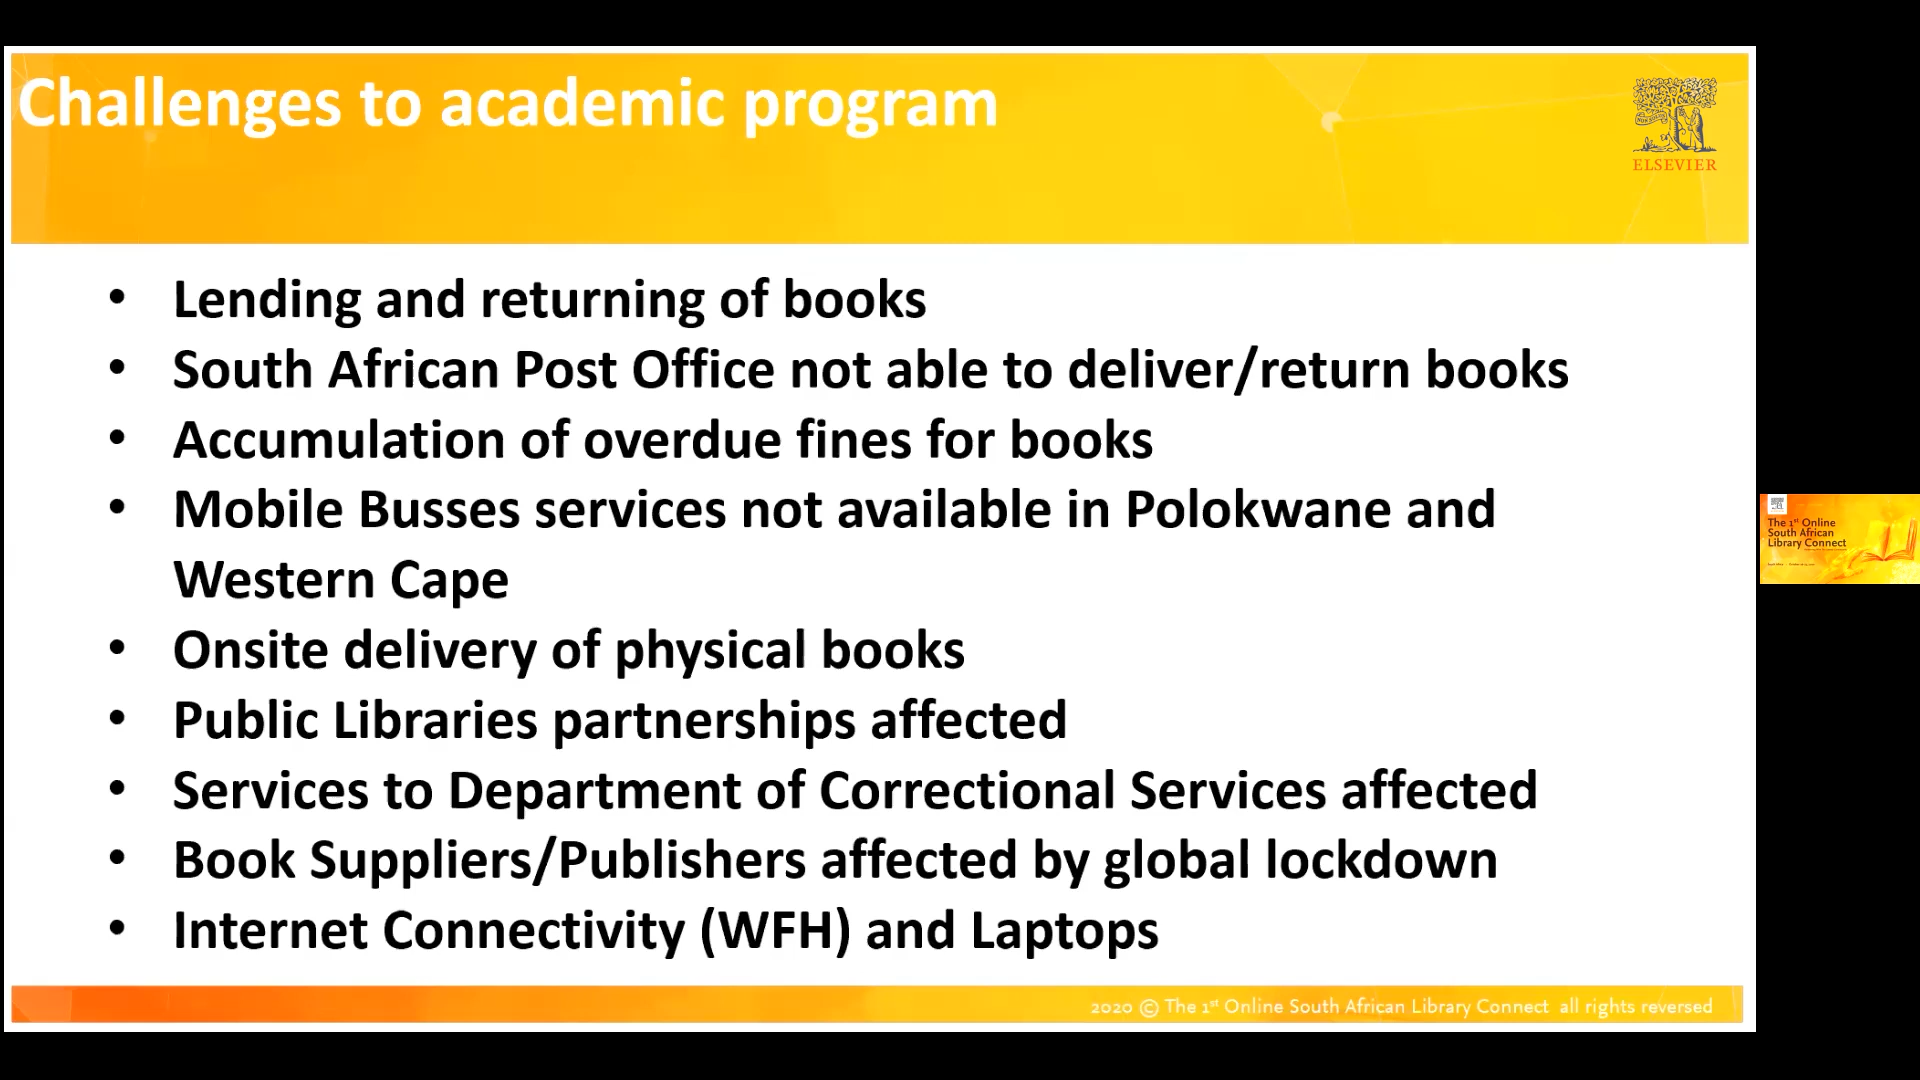 Challenges to academic program
ELSEVIER
• Lending and returning of books
• South African Post Office not able to deliver/return books
• Accumulation of overdue fines for books
• Mobile Busses services not available in Polokwane and
Western Cape
• Onsite delivery of physical books
• Public Libraries partnerships affected
• Services to Department of Correctional Services affected
• Book Suppliers/Publishers affected by global lockdown
• Internet Connectivity (WFH) and Laptops
2020 © The 1st Online South African Library Connect all rights reversed
The 1st Online
South African
Library Connect